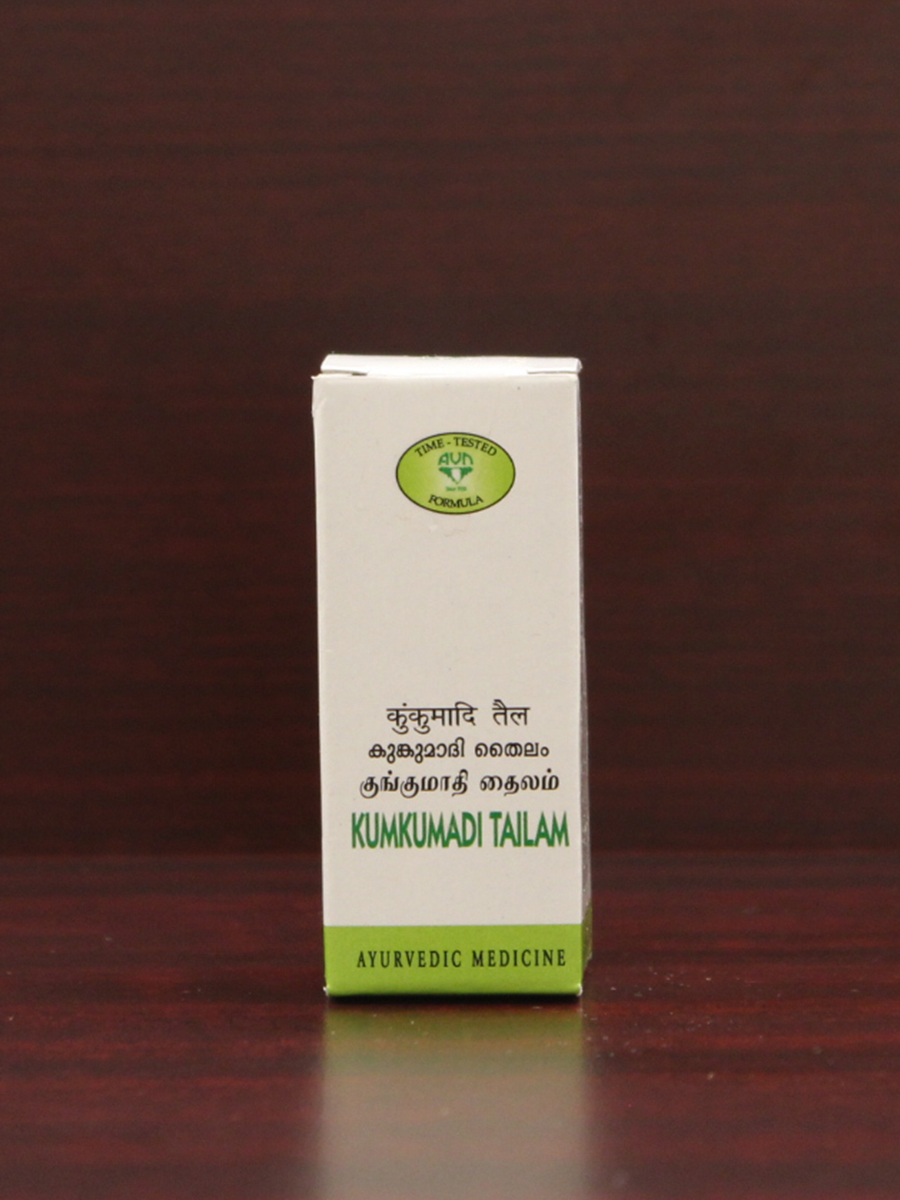 TIME - TESTED
AVN
FORMULA
कुंकुमादि तैल
കുങ്കുമാദി തൈലം
குங்குமாதி தைலம்
KUMKUMADI TAILAM
AYURVEDIC MEDICINE